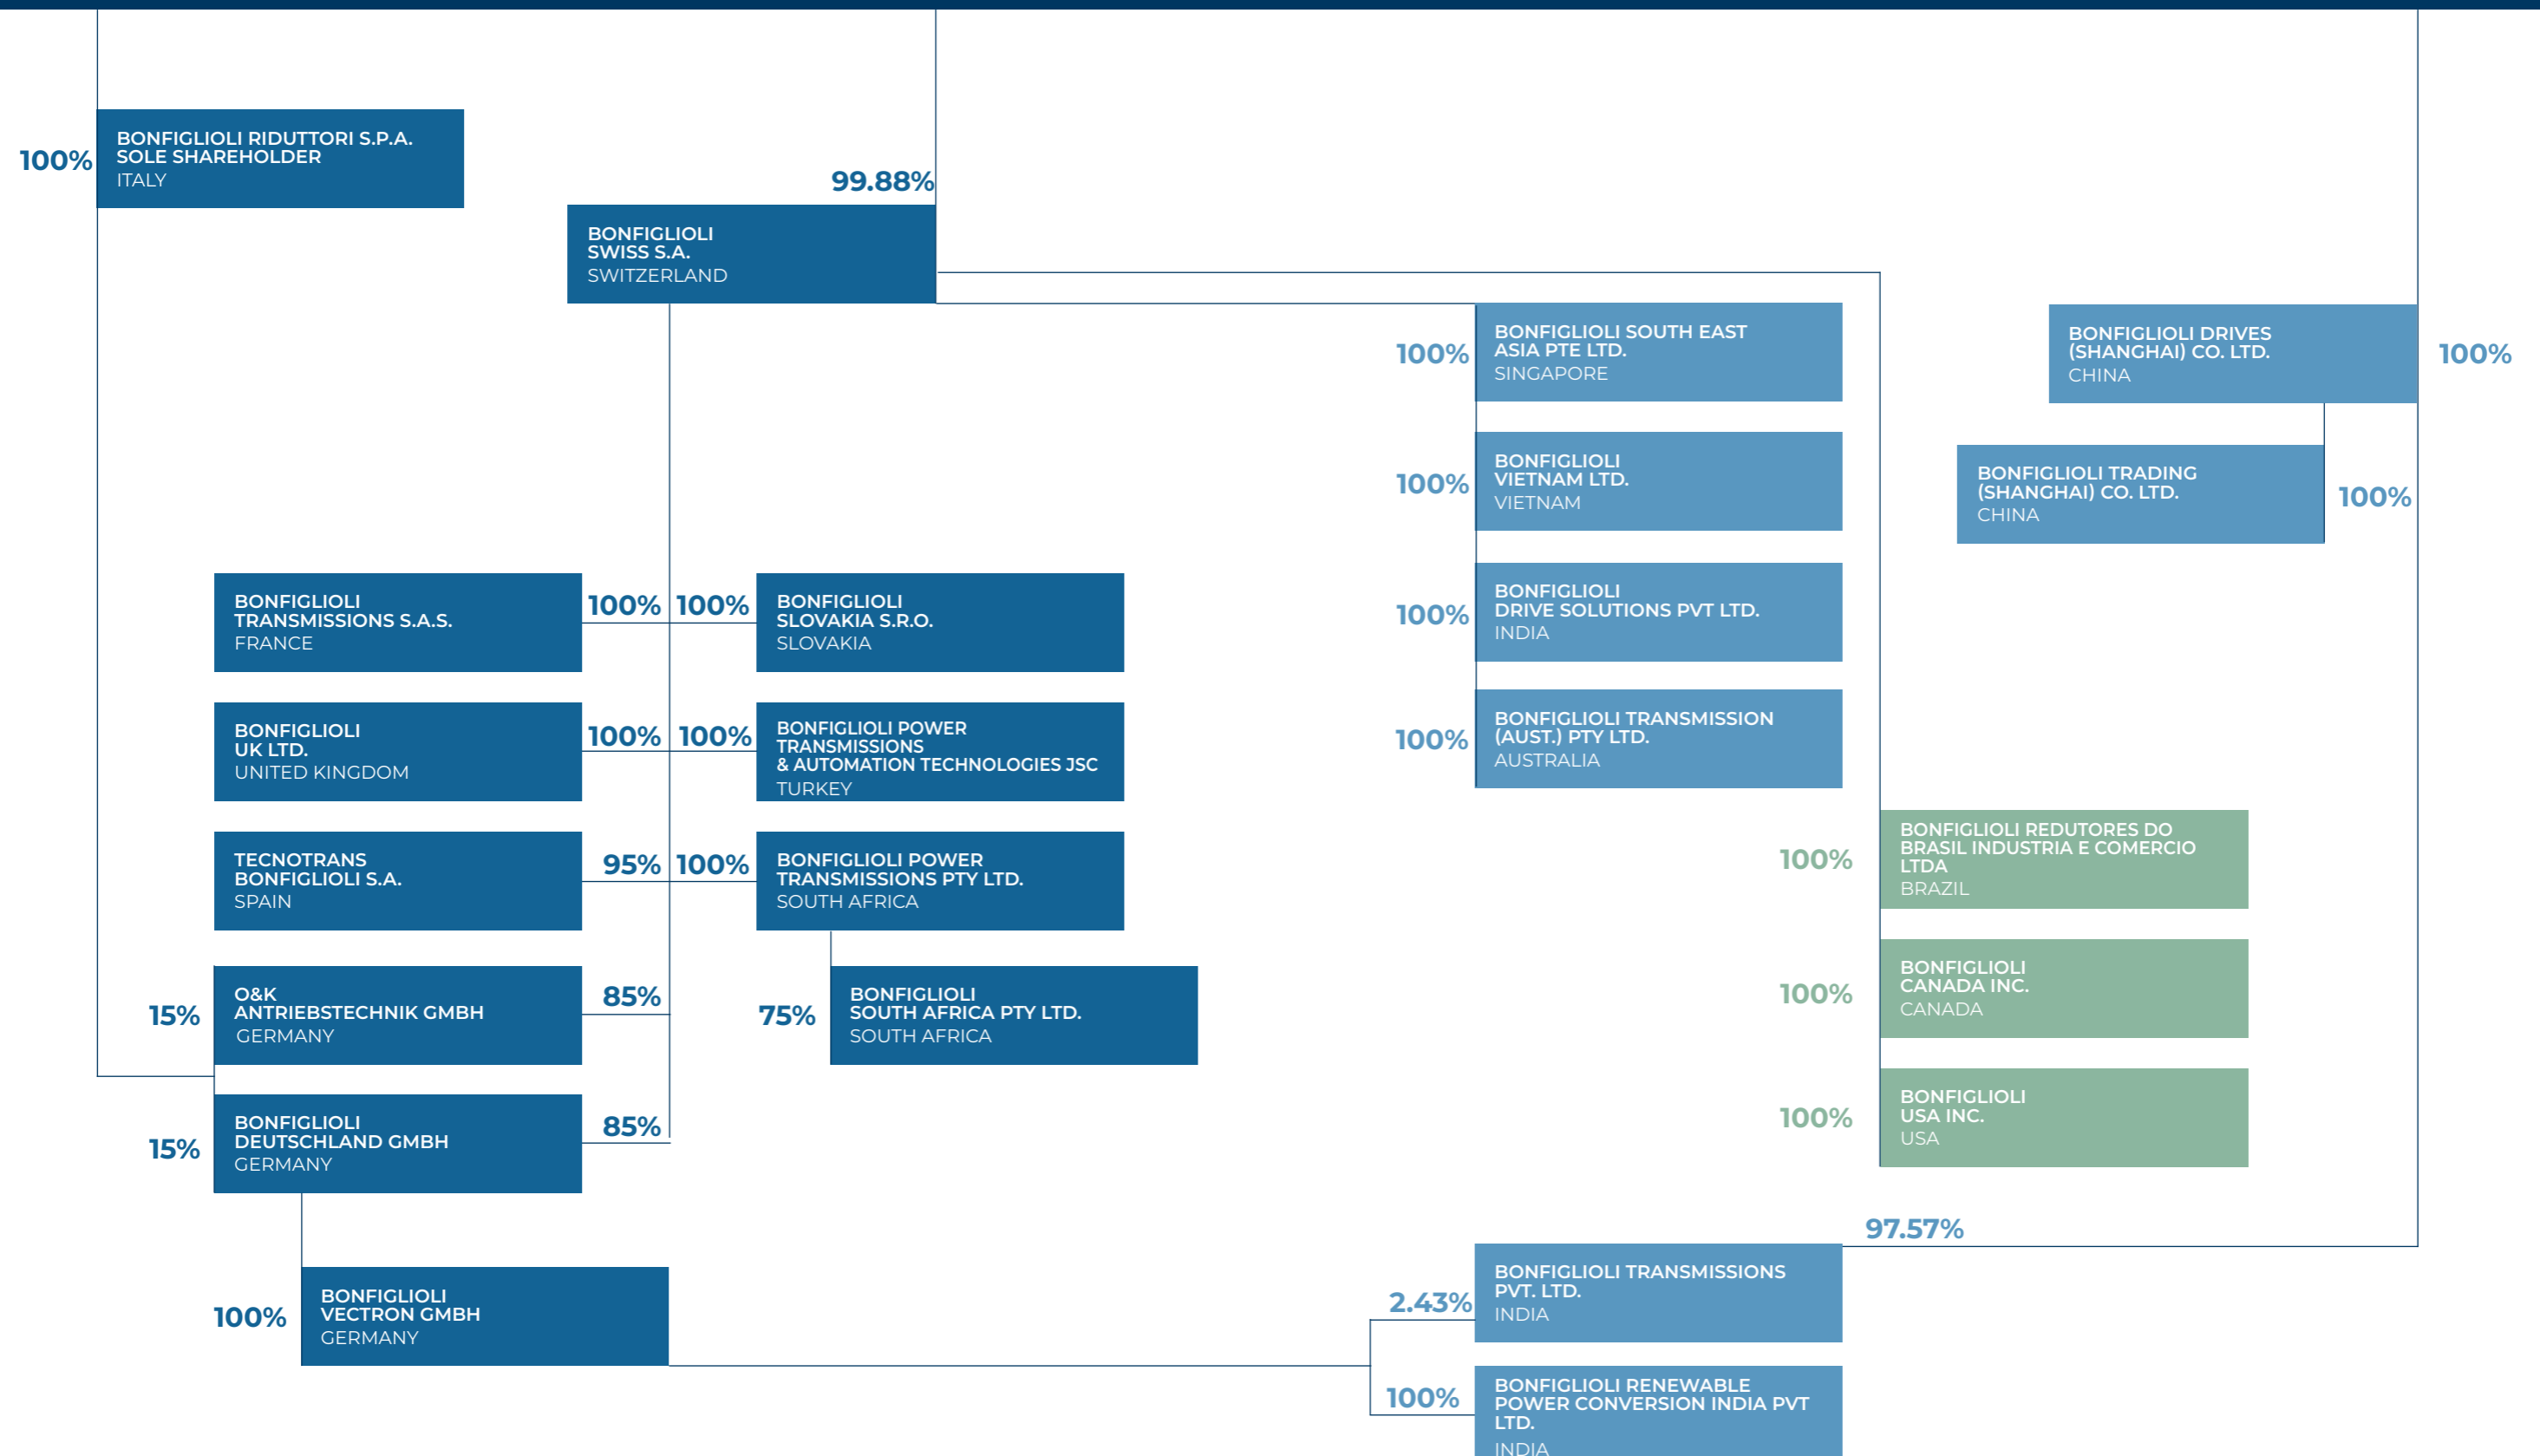 100%
BONFIGLIOLI RIDUTTORI S.P.A.
SOLE SHAREHOLDER
ITALY
99.88%
BONFIGLIOLI
SWISS S.A.
SWITZERLAND
100%
BONFIGLIOLI SOUTH EAST
ASIA PTE LTD.
SINGAPORE
BONFIGLIOLI DRIVES
(SHANGHAI) CO. LTD.
CHINA
100%
100%
BONFIGLIOLI
VIETNAM LTD.
VIETNAM
BONFIGLIOLI TRADING
(SHANGHAI) CO. LTD.
CHINA
100%
BONFIGLIOLI
TRANSMISSIONS S.A.S.
FRANCE
100%
100%
BONFIGLIOLI
SLOVAKIA S.R.O.
SLOVAKIA
100%
BONFIGLIOLI
DRIVE SOLUTIONS PVT LTD.
INDIA
BONFIGLIOLI
UK LTD.
UNITED KINGDOM
100%
100%
BONFIGLIOLI POWER
TRANSMISSIONS
& AUTOMATION TECHNOLOGIES JSC
TURKEY
100%
BONFIGLIOLI TRANSMISSION
(AUST.) PTY LTD.
AUSTRALIA
TECNOTRANS
BONFIGLIOLI S.A.
SPAIN
95%
100%
BONFIGLIOLI POWER
TRANSMISSIONS PTY LTD.
SOUTH AFRICA
100%
BONFIGLIOLI REDUTORES DO
BRASIL INDUSTRIA E COMERCIO
LTDA
BRAZIL
15%
O&K
ANTRIEBSTECHNIK GMBH
GERMANY
85%
75%
BONFIGLIOLI
SOUTH AFRICA PTY LTD.
SOUTH AFRICA
100%
BONFIGLIOLI
CANADA INC.
CANADA
15%
BONFIGLIOLI
DEUTSCHLAND GMBH
GERMANY
85%
100%
BONFIGLIOLI
USA INC.
USA
97.57%
100%
BONFIGLIOLI
VECTRON GMBH
GERMANY
2.43%
BONFIGLIOLI TRANSMISSIONS
PVT. LTD.
INDIA
100%
BONFIGLIOLI RENEWABLE
POWER CONVERSION INDIA PVT
LTD.
INDIA